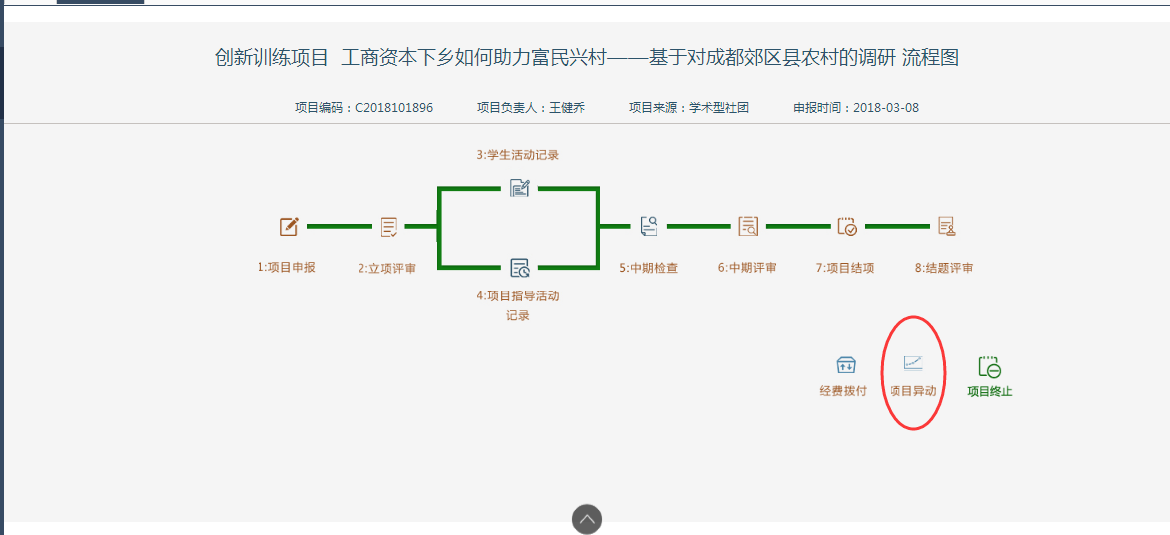 创新训练项目 工商资本下乡如何助力富民兴村——基于对成都郊区县农村的调研 流程图
项目编码：C2018101896 项目负责人：王健乔 项目来源：学术型社团 申报时间：2018-03-08
3:学生活动记录
1:项目申报
2:立项评审
4:项目指导活动
记录
5:中期检查
6:中期评审
7:项目结项
8:结题评审
经费拨付
项目异动
项目终止